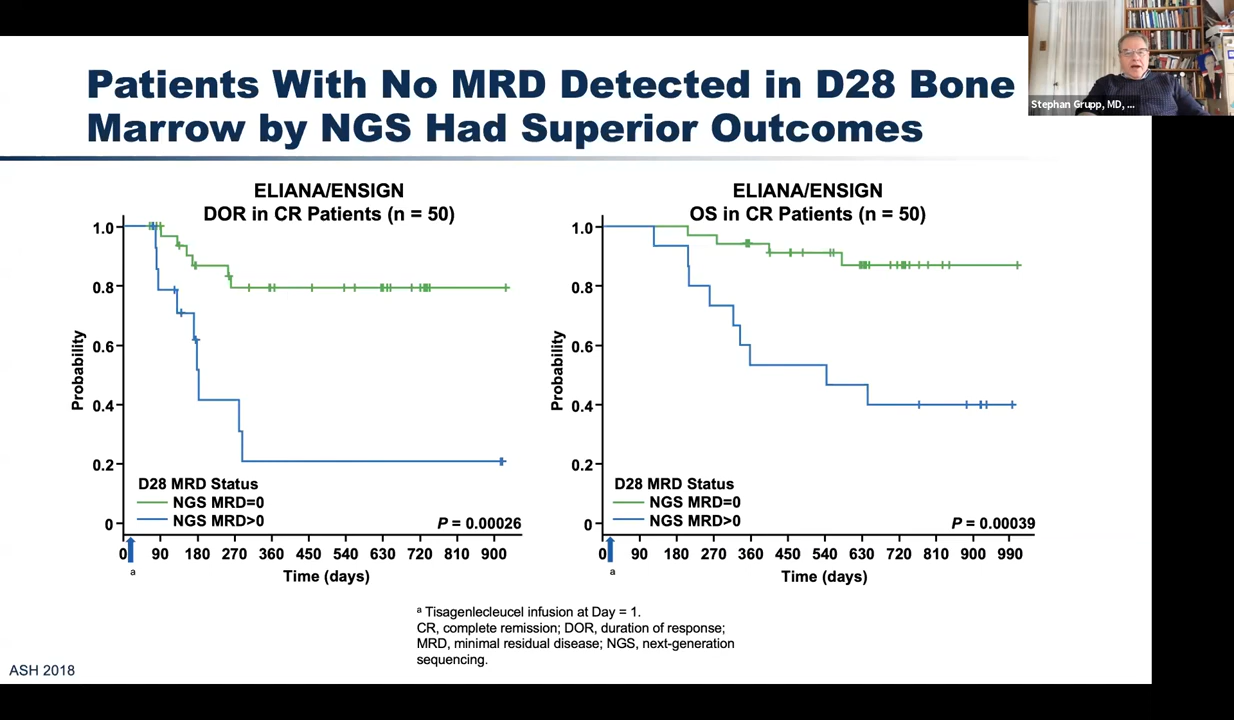 Patients With No MRD Detected in D28 Bone
Marrow by NGS Had Superior Outcomes
Stephan Grupp, MD, ...
ELIANA/ENSIGN
DOR in CR Patients (n = 50)
Probability
1.0
0.8
0.6
0.4
0.2
0
D28 MRD Status
NGS MRD=0
NGS MRD>0
P = 0.00026
0 90 180 270 360 450 540 630 720 810 900
a
Time (days)
ELIANA/ENSIGN
OS in CR Patients (n = 50)
Probability
1.0
0.8
0.6
0.4
0.2
0
D28 MRD Status
NGS MRD=0
NGS MRD>0
P = 0.00039
0 90 180 270 360 450 540 630 720 810 900 990
a
Time (days)
a Tisagenlecleucel infusion at Day = 1.
CR, complete remission; DOR, duration of response;
MRD, minimal residual disease; NGS, next-generation
sequencing.
ASH 2018